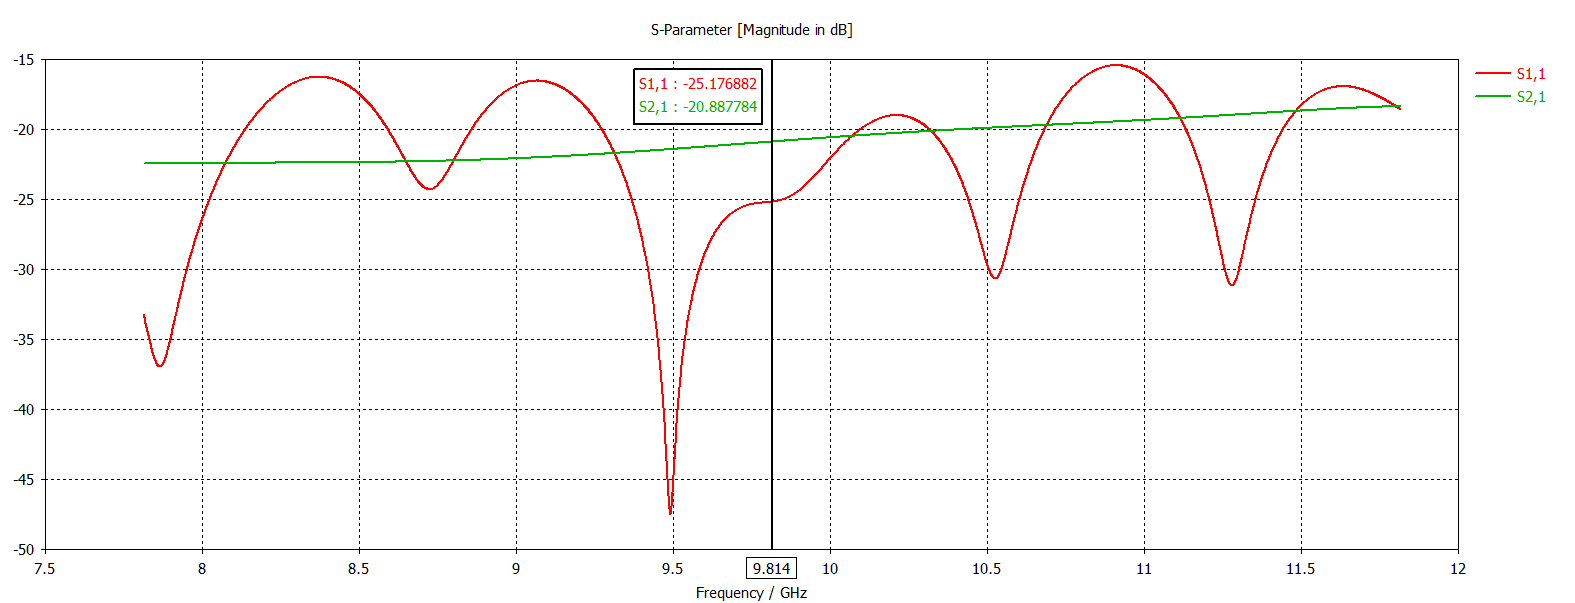 S-Parameter [Magnitude in dB]
S1,1 : -25.176882
S2,1 : -20.887784
S1,1
S2,1
-15
-20
-25
-30
-35
-40
-45
-50
7.5 8 8.5 9 9.5 9.814 10 10.5 11 11.5 12
Frequency / GHz